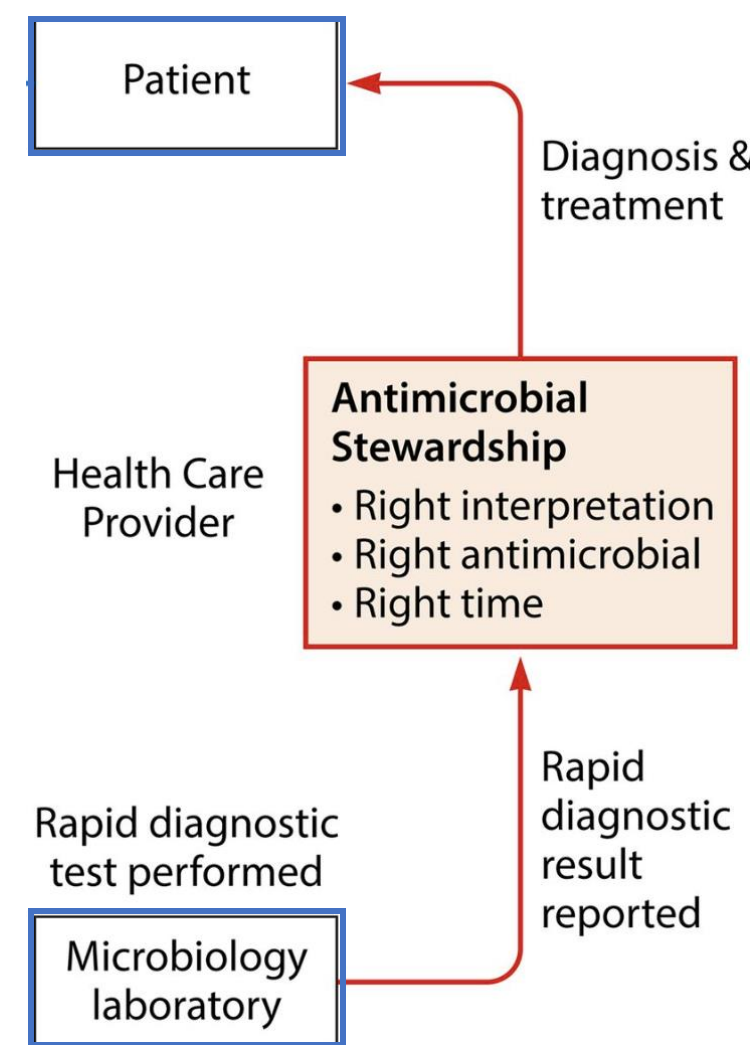 Patient
Diagnosis &
treatment
Antimicrobial
Stewardship
• Right interpretation
• Right antimicrobial
• Right time
Health Care
Provider
Rapid
diagnostic
result
reported
Rapid diagnostic
test performed
Microbiology
laboratory